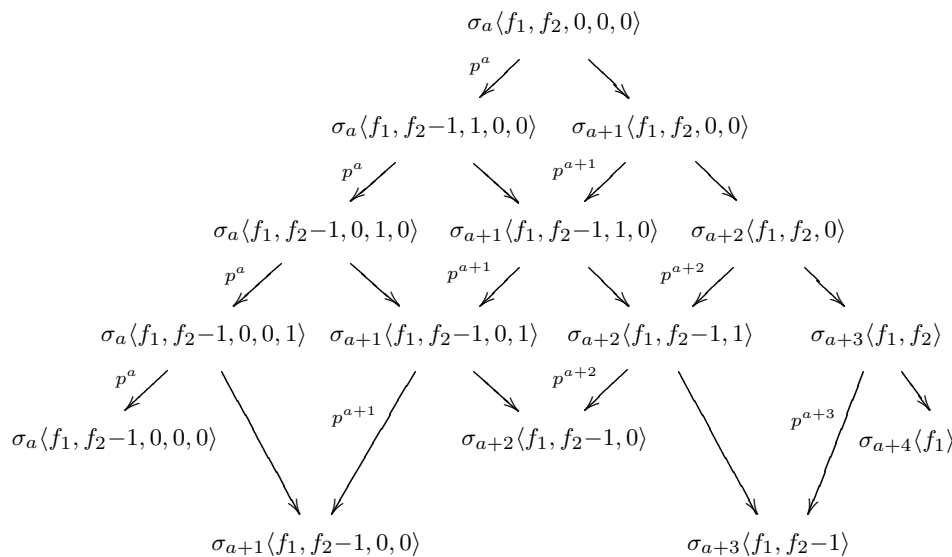 σ_a⟨f_1, f_2, 0, 0, 0⟩
p^a
σ_a⟨f_1, f_2−1, 1, 0, 0⟩ σ_{a+1}⟨f_1, f_2, 0, 0⟩
p^a p^{a+1}
σ_a⟨f_1, f_2−1, 0, 1, 0⟩ σ_{a+1}⟨f_1, f_2−1, 1, 0⟩ σ_{a+2}⟨f_1, f_2, 0⟩
p^a p^{a+1} p^{a+2}
σ_a⟨f_1, f_2−1, 0, 0, 1⟩ σ_{a+1}⟨f_1, f_2−1, 0, 1⟩ σ_{a+2}⟨f_1, f_2−1, 1⟩ σ_{a+3}⟨f_1, f_2⟩
p^a p^{a+2}
p^{a+1} p^{a+3}
σ_a⟨f_1, f_2−1, 0, 0, 0⟩ σ_{a+2}⟨f_1, f_2−1, 0⟩ σ_{a+4}⟨f_1⟩
σ_{a+1}⟨f_1, f_2−1, 0, 0⟩ σ_{a+3}⟨f_1, f_2−1⟩